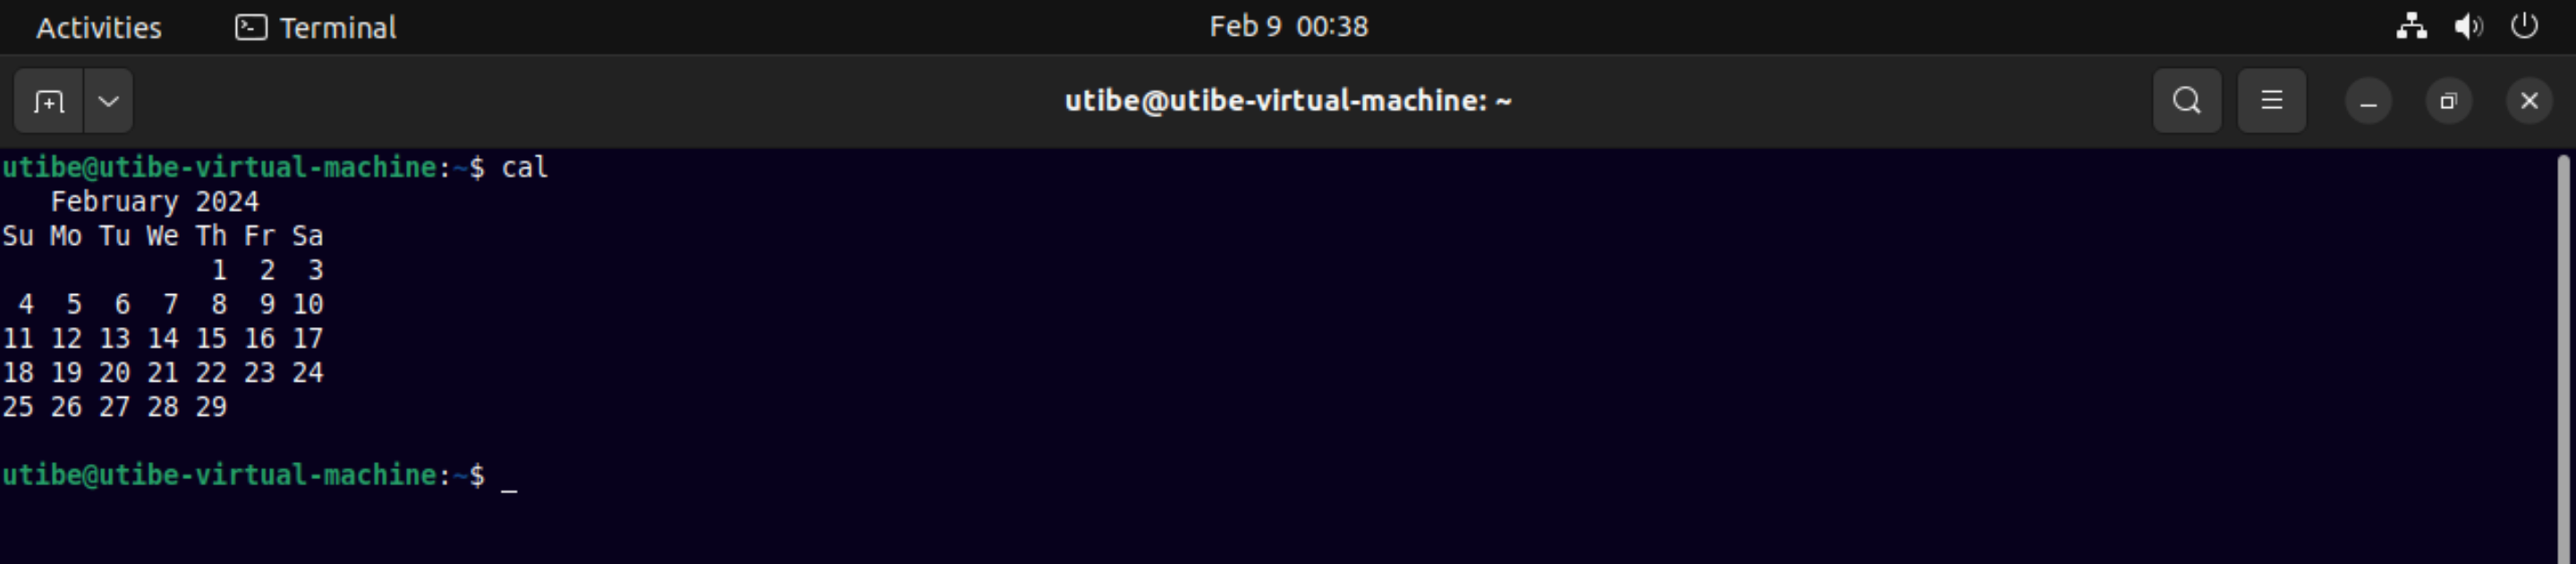 Activities Terminal Feb 9 00:38
utibe@utibe-virtual-machine: ~
utibe@utibe-virtual-machine:~$ cal
   February 2024
Su Mo Tu We Th Fr Sa
             1  2  3
 4  5  6  7  8  9 10
11 12 13 14 15 16 17
18 19 20 21 22 23 24
25 26 27 28 29
utibe@utibe-virtual-machine:~$ _